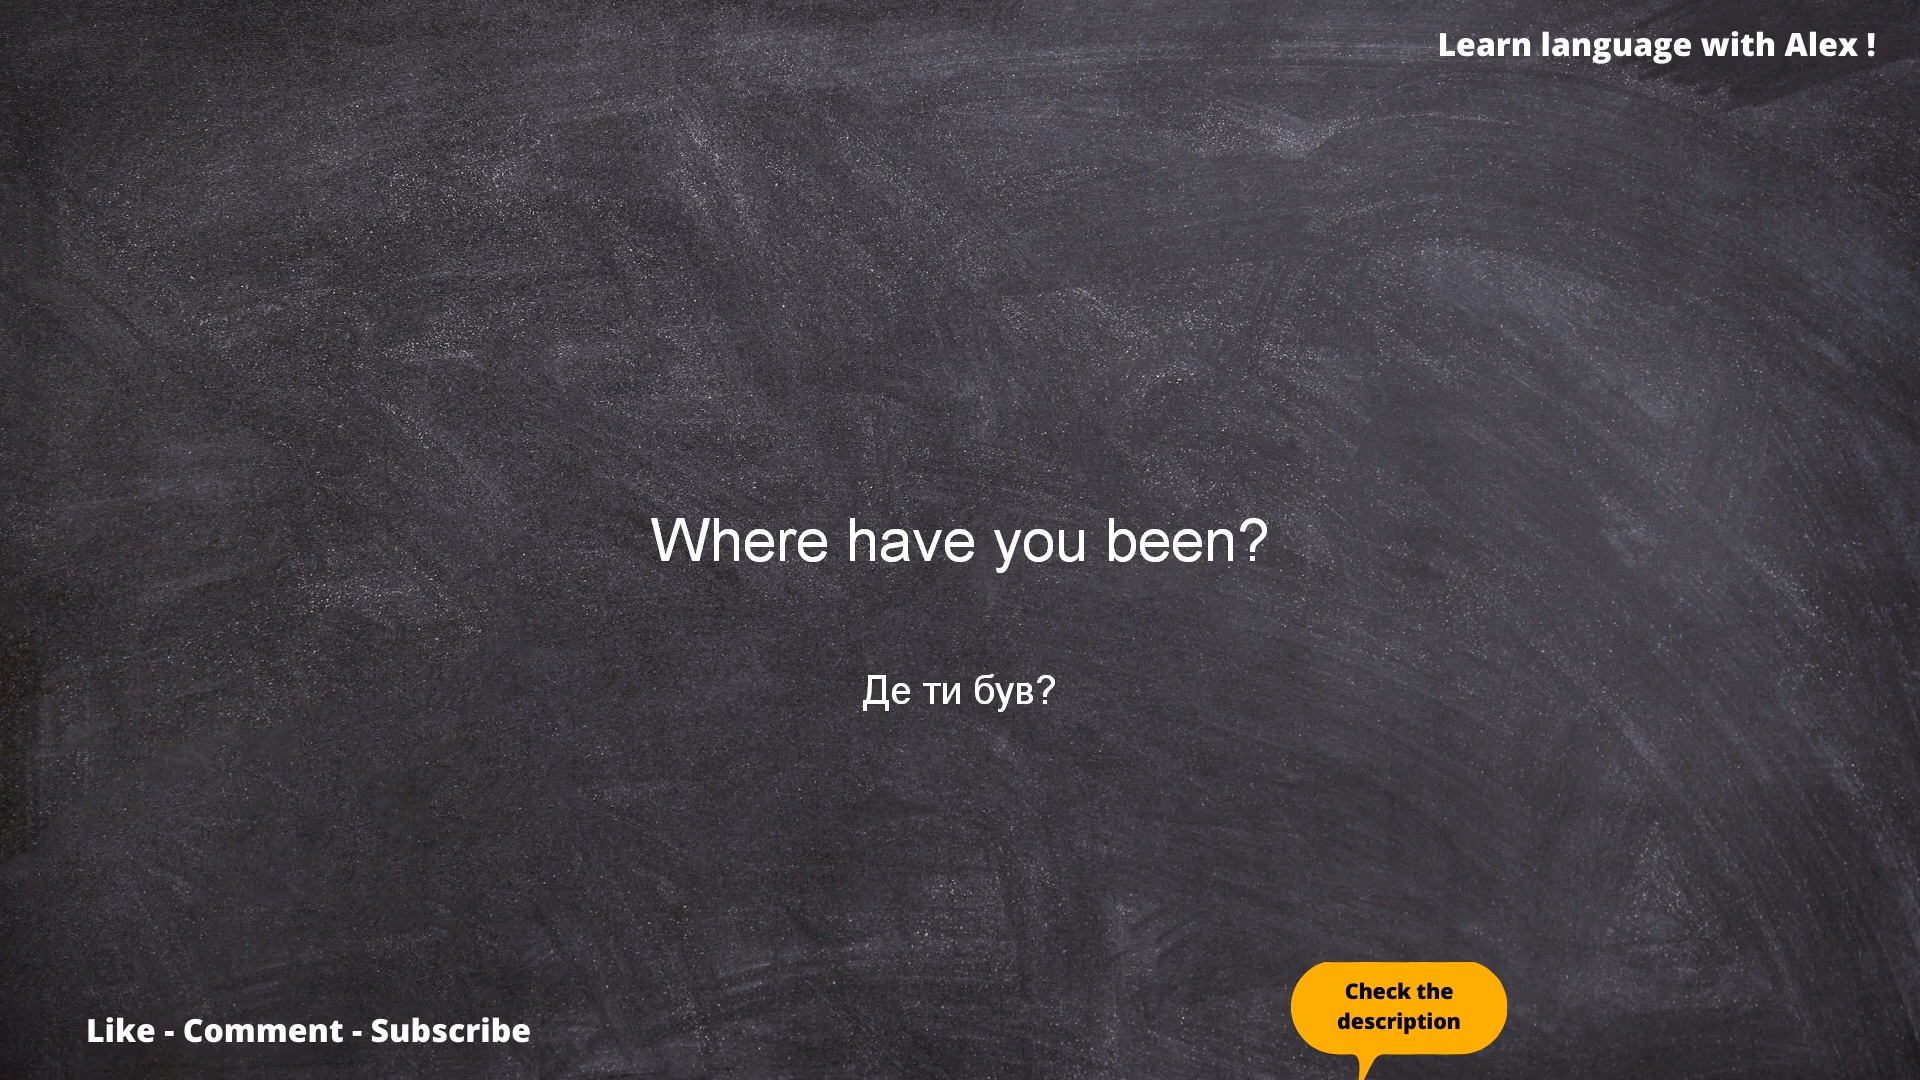 Learn language with Alex !
Where have you been?
Де ти був?
Check the
description
Like - Comment - Subscribe